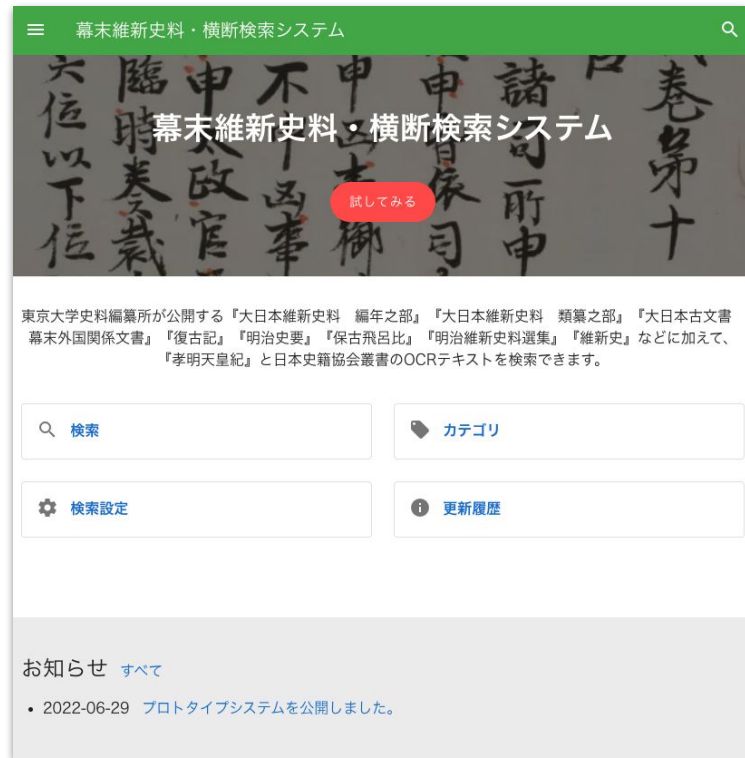 幕末維新史料・横断検索システム
幕末維新史料・横断検索システム
試してみる
東京大学史料編纂所が公開する『大日本維新史料　編年之部』『大日本維新史料　類纂之部』『大日本古文書
幕末外国関係文書』『復古記』『明治史要』『保古飛呂比』『明治維新史料選集』『維新史』などに加えて、
『孝明天皇紀』と日本史籍協会叢書のOCRテキストを検索できます。
検索
カテゴリ
検索設定
更新履歴
お知らせ すべて
• 2022-06-29 プロトタイプシステムを公開しました。